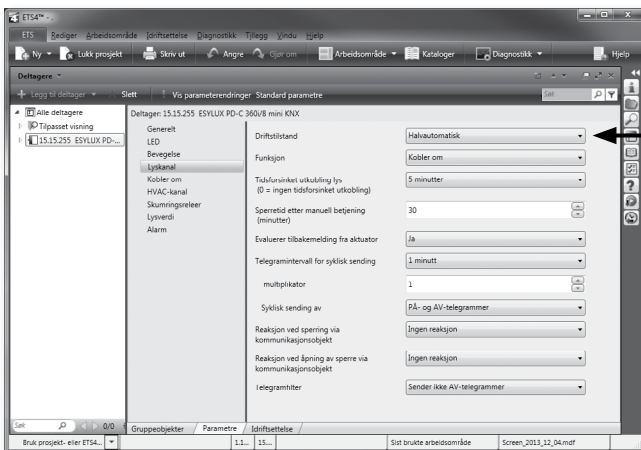 ETS4™ - .
ETS Rediger Arbeidsområde Idriftsettelse Diagnostikk Tillegg Vindu Hjelp
Ny Lukk prosjekt Skriv ut Angre Gjør om Arbeidsområde Kataloger Diagnostikk Hjelp
Deltagere
Legg til deltager Slett Vis parameterendringer Standard parametre Søk
Alle deltagere
Tilpasset visning
15.15.255 ESYLUX PD-...
Deltager: 15.15.255 ESYLUX PD-C 360i/8 mini KNX
Generelt
LED
Bevegelse
Lyskanal
Kobler om
HVAC-kanal
Skumringsreleer
Lysverdi
Alarm
Driftstilstand Halvautomatisk
Funksjon Kobler om
Tidsforsinket utkobling lys 5 minutter
(0 = ingen tidsforsinket utkobling)
Sperretid etter manuell betjening 30
(minutter)
Evaluerer tilbakemelding fra aktuator Ja
Telegramintervall for syklisk sending 1 minutt
multiplikator 1
Syklisk sending av PÅ- og AV-telegrammer
Reaksjon ved sperring via Ingen reaksjon
kommunikasjonsobjekt
Reaksjon ved åpning av sperre via Ingen reaksjon
kommunikasjonsobjekt
Telegramfilter Sender ikke AV-telegrammer
Søk 0/0
Gruppeobjekter Parametre Idriftsettelse
Bruk prosjekt- eller ETS4... 1.1... 15.... Sist brukte arbeidsområde Screen_2013_12_04.mdf